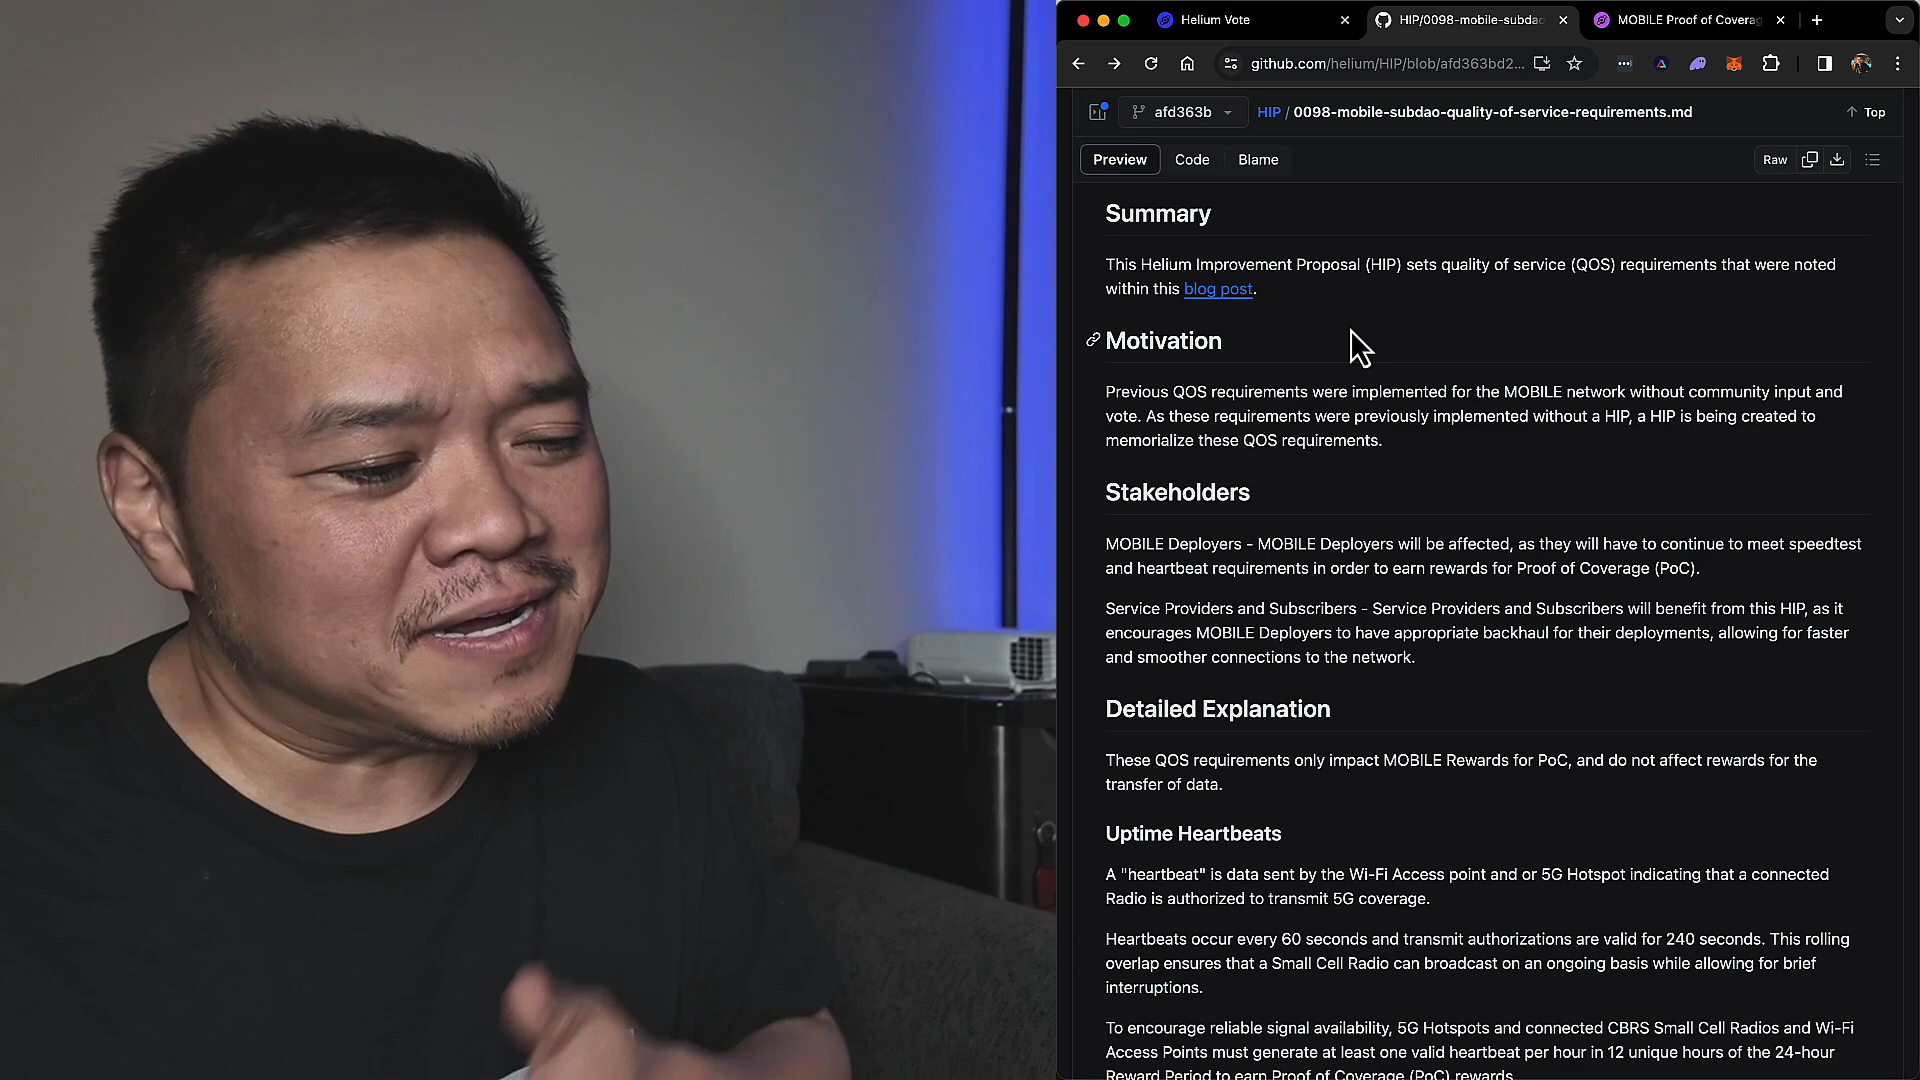 Helium Vote
HIP/0098-mobile-subdao
MOBILE Proof of Coverag
github.com/helium/HIP/blob/afd363bd2...
afd363b
HIP / 0098-mobile-subdao-quality-of-service-requirements.md
Top
Preview
Code
Blame
Raw
Summary
This Helium Improvement Proposal (HIP) sets quality of service (QOS) requirements that were noted
within this blog post.
Motivation
Previous QOS requirements were implemented for the MOBILE network without community input and
vote. As these requirements were previously implemented without a HIP, a HIP is being created to
memorialize these QOS requirements.
Stakeholders
MOBILE Deployers - MOBILE Deployers will be affected, as they will have to continue to meet speedtest
and heartbeat requirements in order to earn rewards for Proof of Coverage (PoC).
Service Providers and Subscribers - Service Providers and Subscribers will benefit from this HIP, as it
encourages MOBILE Deployers to have appropriate backhaul for their deployments, allowing for faster
and smoother connections to the network.
Detailed Explanation
These QOS requirements only impact MOBILE Rewards for PoC, and do not affect rewards for the
transfer of data.
Uptime Heartbeats
A "heartbeat" is data sent by the Wi-Fi Access point and or 5G Hotspot indicating that a connected
Radio is authorized to transmit 5G coverage.
Heartbeats occur every 60 seconds and transmit authorizations are valid for 240 seconds. This rolling
overlap ensures that a Small Cell Radio can broadcast on an ongoing basis while allowing for brief
interruptions.
To encourage reliable signal availability, 5G Hotspots and connected CBRS Small Cell Radios and Wi-Fi
Access Points must generate at least one valid heartbeat per hour in 12 unique hours of the 24-hour
Reward Period to earn Proof of Coverage (PoC) rewards.